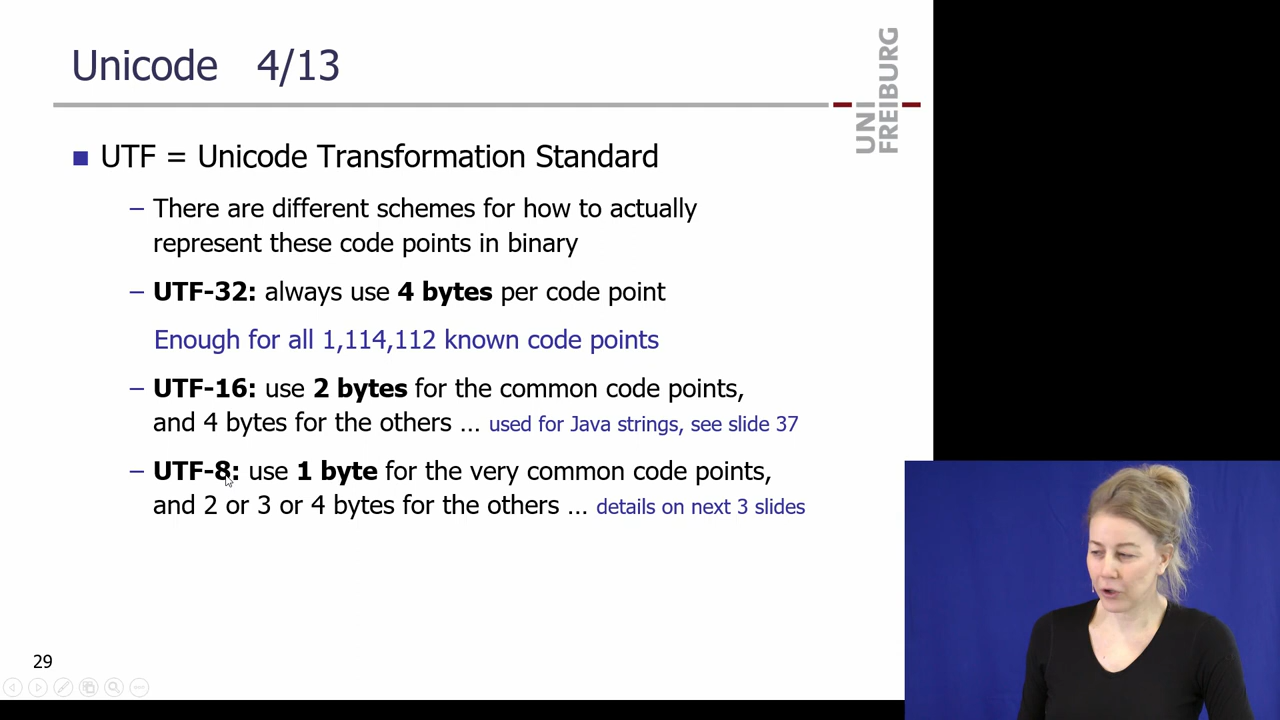 Unicode 4/13
UNI
FREIBURG
UTF = Unicode Transformation Standard
– There are different schemes for how to actually
represent these code points in binary
– UTF-32: always use 4 bytes per code point
Enough for all 1,114,112 known code points
– UTF-16: use 2 bytes for the common code points,
and 4 bytes for the others ... used for Java strings, see slide 37
– UTF-8: use 1 byte for the very common code points,
and 2 or 3 or 4 bytes for the others ... details on next 3 slides
29